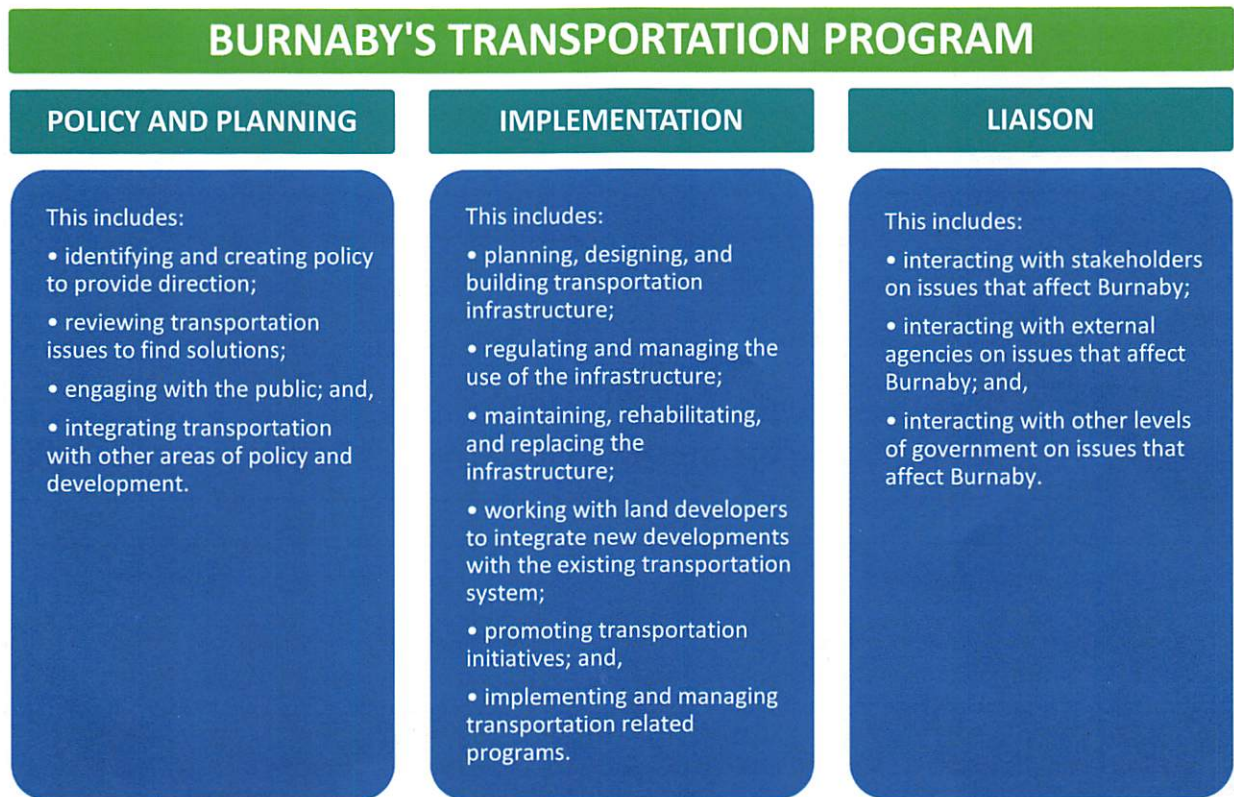 BURNABY'S TRANSPORTATION PROGRAM
POLICY AND PLANNING
This includes:
• identifying and creating policy
to provide direction;
• reviewing transportation
issues to find solutions;
• engaging with the public; and,
• integrating transportation
with other areas of policy and
development.
IMPLEMENTATION
This includes:
• planning, designing, and
building transportation
infrastructure;
• regulating and managing the
use of the infrastructure;
• maintaining, rehabilitating,
and replacing the
infrastructure;
• working with land developers
to integrate new developments
with the existing transportation
system;
• promoting transportation
initiatives; and,
• implementing and managing
transportation related
programs.
LIAISON
This includes:
• interacting with stakeholders
on issues that affect Burnaby;
• interacting with external
agencies on issues that affect
Burnaby; and,
• interacting with other levels
of government on issues that
affect Burnaby.